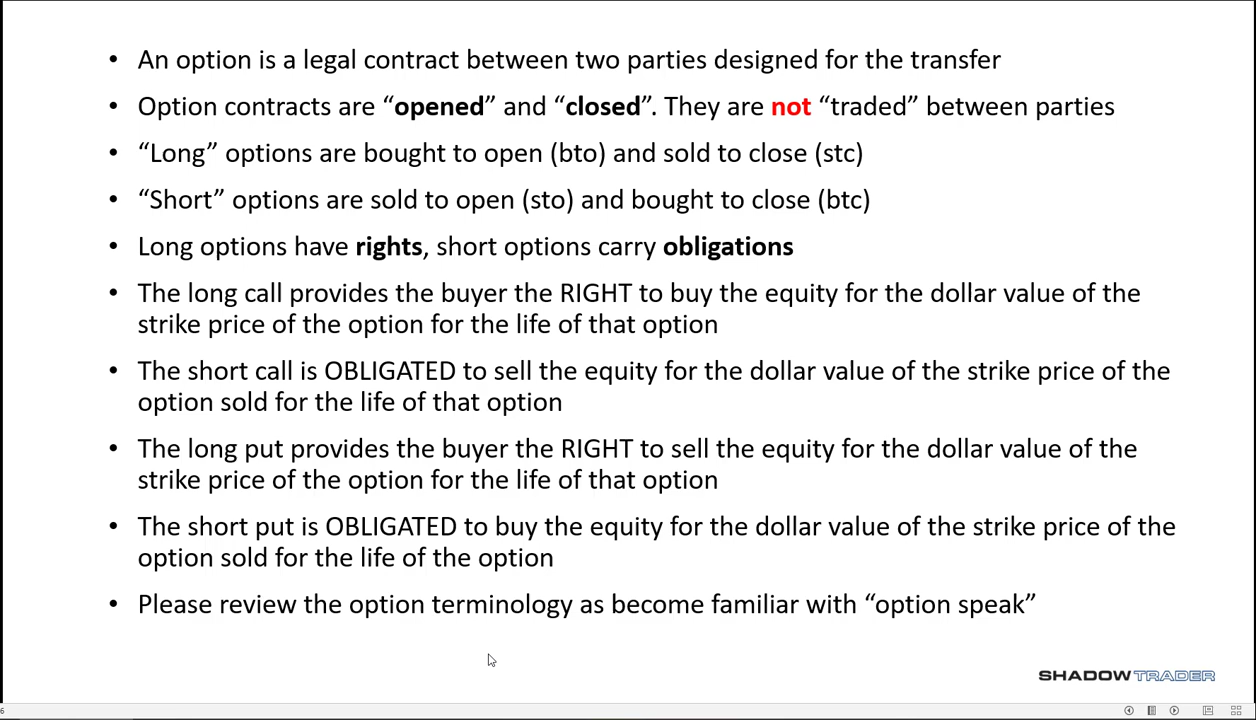 • An option is a legal contract between two parties designed for the transfer
• Option contracts are “opened” and “closed”. They are not “traded” between parties
• “Long” options are bought to open (bto) and sold to close (stc)
• “Short” options are sold to open (sto) and bought to close (btc)
• Long options have rights, short options carry obligations
• The long call provides the buyer the RIGHT to buy the equity for the dollar value of the
strike price of the option for the life of that option
• The short call is OBLIGATED to sell the equity for the dollar value of the strike price of the
option sold for the life of that option
• The long put provides the buyer the RIGHT to sell the equity for the dollar value of the
strike price of the option for the life of that option
• The short put is OBLIGATED to buy the equity for the dollar value of the strike price of the
option sold for the life of the option
• Please review the option terminology as become familiar with “option speak”
SHADOWTRADER
6